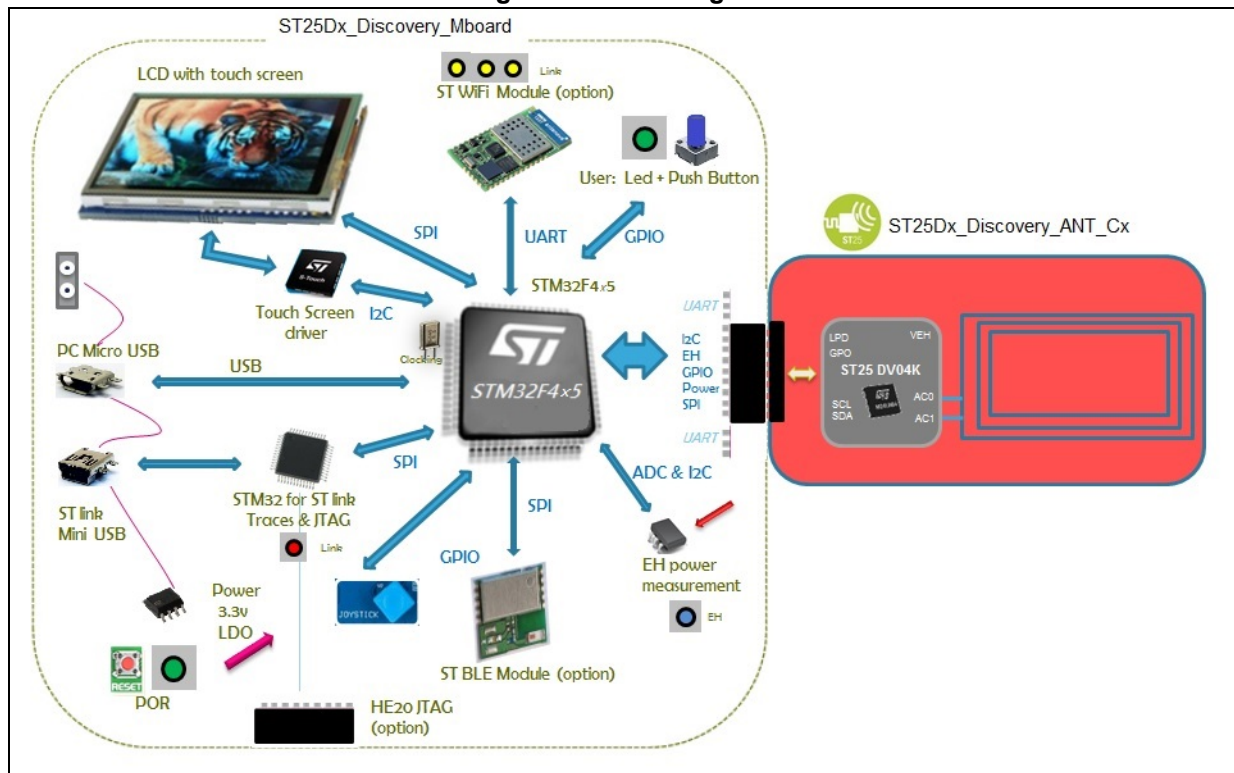 ST25Dx_Discovery_Mboard
LCD with touch screen
Link
ST WiFi Module (option)
User: Led + Push Button
SPI
UART
GPIO
ST25
ST25Dx_Discovery_ANT_Cx
STM32F4x5
Touch Screen
driver
I2C
Clocking
STM32F4x5
UART
I2C
EH
GPIO
Power
SPI
UART
LPD
GPO
VEH
ST25 DV04K
SCL
SDA
AC0
AC1
PC Micro USB
USB
ST link
Mini USB
STM32 for ST link
Traces & JTAG
Link
SPI
GPIO
JOYSTICK
SPI
ADC & I2C
EH power
measurement
EH
Power
3.3v
LDO
RESET
POR
ST BLE Module (option)
HE20 JTAG
(option)